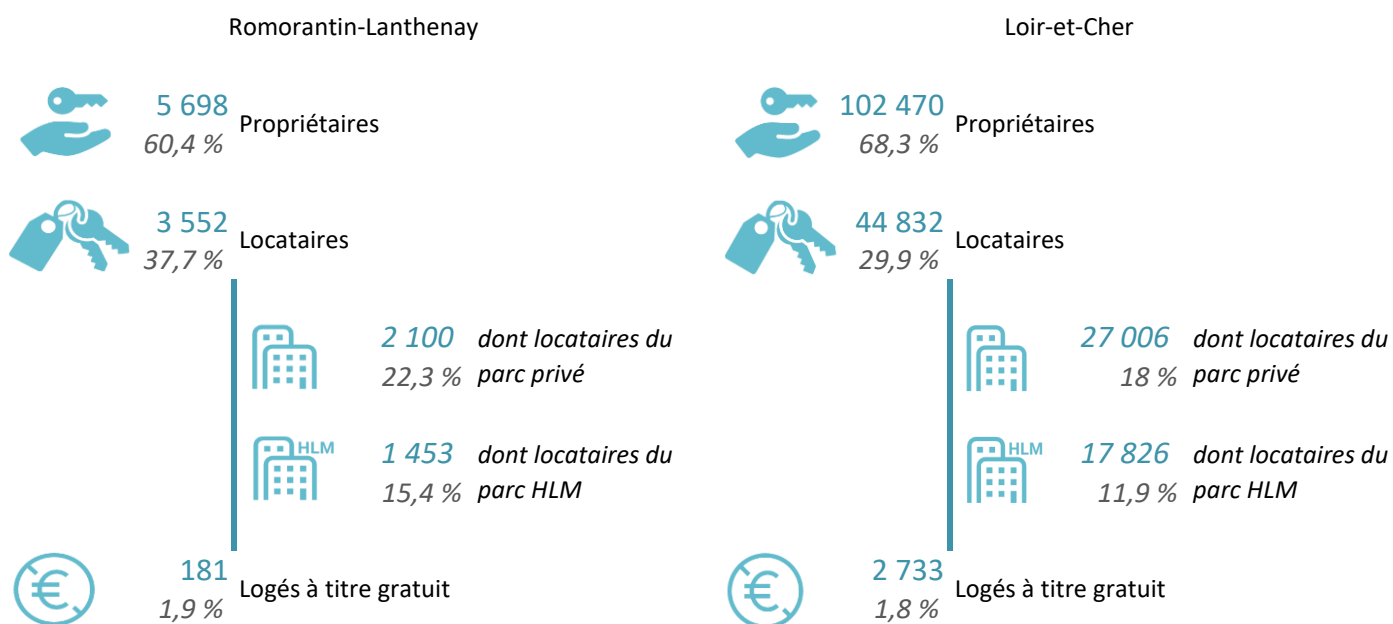 Romorantin-Lanthenay
5 698
60,4 %
Propriétaires
3 552
37,7 %
Locataires
2 100
22,3 %
dont locataires du
parc privé
HLM
1 453
15,4 %
dont locataires du
parc HLM
181
1,9 %
Logés à titre gratuit
Loir-et-Cher
102 470
68,3 %
Propriétaires
44 832
29,9 %
Locataires
27 006
18 %
dont locataires du
parc privé
HLM
17 826
11,9 %
dont locataires du
parc HLM
2 733
1,8 %
Logés à titre gratuit